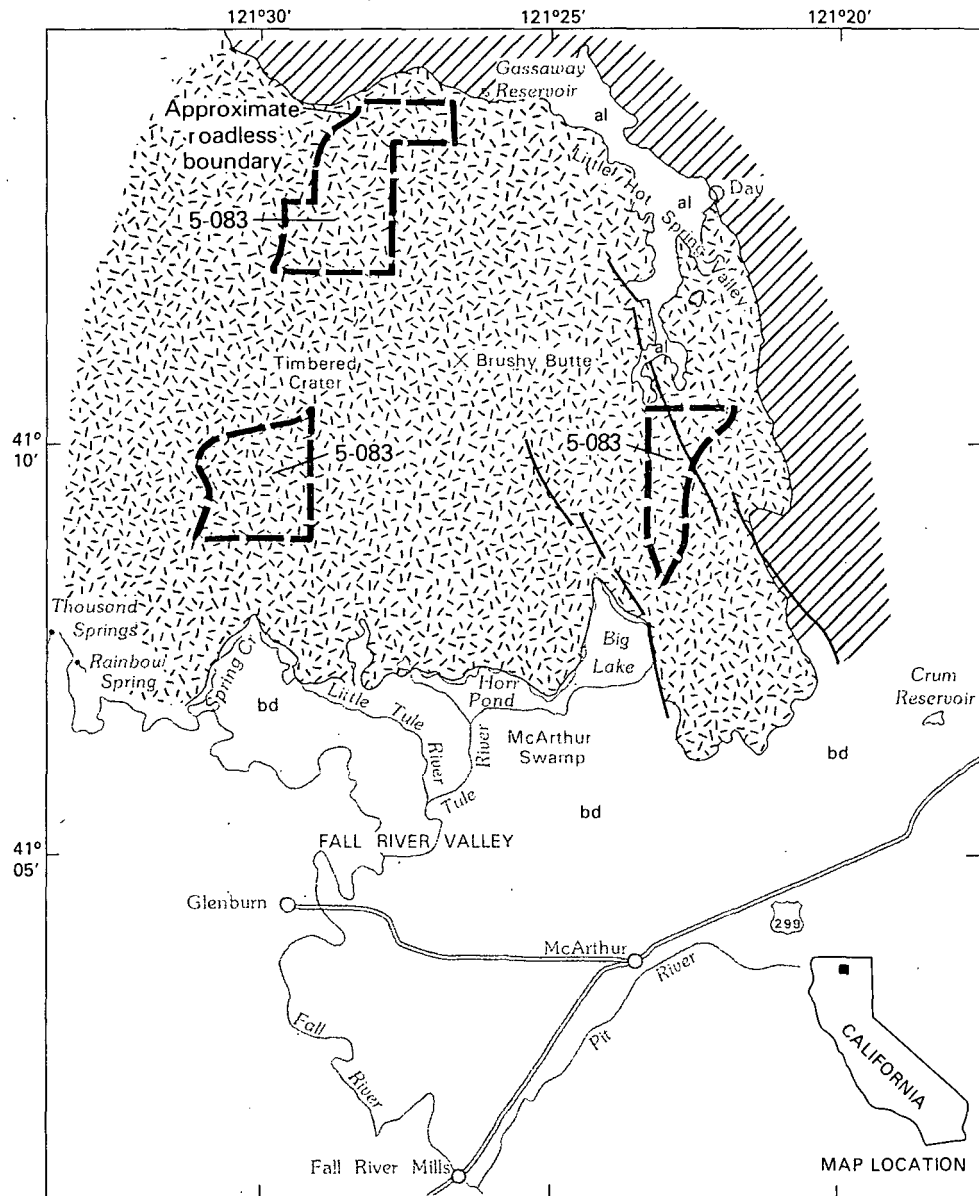 121°30'
121°25'
121°20'
Gassaway
Reservoir
al
Approximate
roadless
boundary
Little Hot Spring Valley
al
Day
5-083
al
Timbered
Crater
Brushy Butte
41°
10'
5-083
5-083
Thousand
Springs
Rainbow
Spring
Spring Cr
bd
Big
Lake
Crum
Reservoir
Little Tule River
Horr
Pond
McArthur
Swamp
Tule River
bd
bd
41°
05'
FALL RIVER VALLEY
Glenburn
299
McArthur
Pit River
Fall River
CALIFORNIA
Fall River Mills
MAP LOCATION